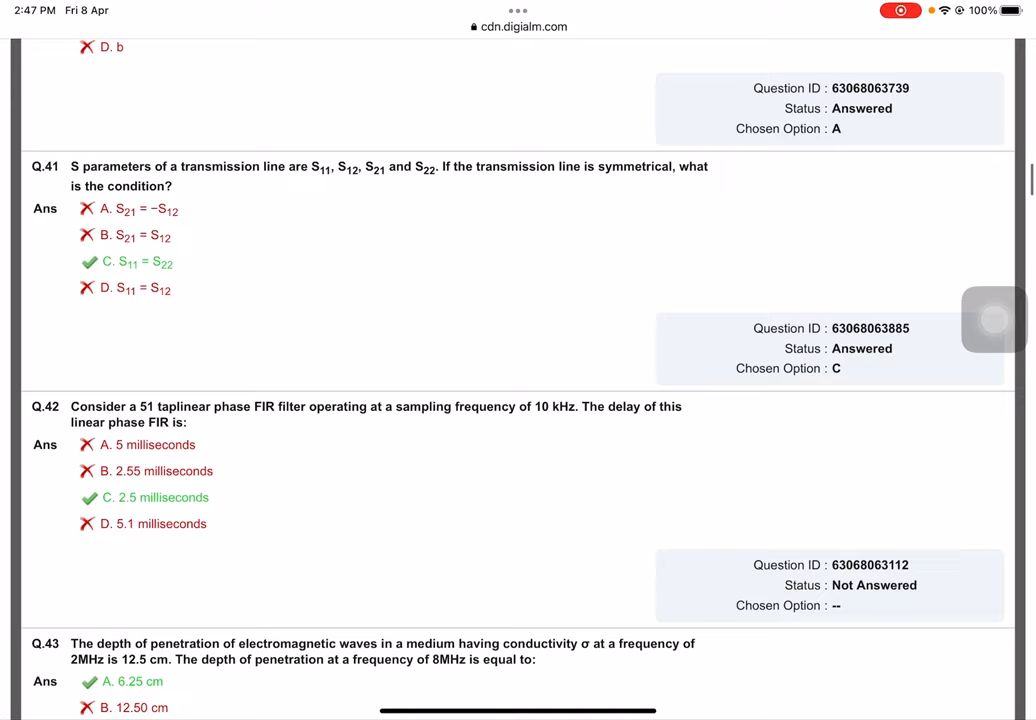 2:47 PM Fri 8 Apr
100%
cdn.digialm.com
D. b
Question ID : 63068063739
Status : Answered
Chosen Option : A
Q.41 S parameters of a transmission line are S11, S12, S21 and S22. If the transmission line is symmetrical, what
is the condition?
Ans A. S21 = −S12
B. S21 = S12
C. S11 = S22
D. S11 = S12
Question ID : 63068063885
Status : Answered
Chosen Option : C
Q.42 Consider a 51 taplinear phase FIR filter operating at a sampling frequency of 10 kHz. The delay of this
linear phase FIR is:
Ans A. 5 milliseconds
B. 2.55 milliseconds
C. 2.5 milliseconds
D. 5.1 milliseconds
Question ID : 63068063112
Status : Not Answered
Chosen Option : --
Q.43 The depth of penetration of electromagnetic waves in a medium having conductivity σ at a frequency of
2MHz is 12.5 cm. The depth of penetration at a frequency of 8MHz is equal to:
Ans A. 6.25 cm
B. 12.50 cm